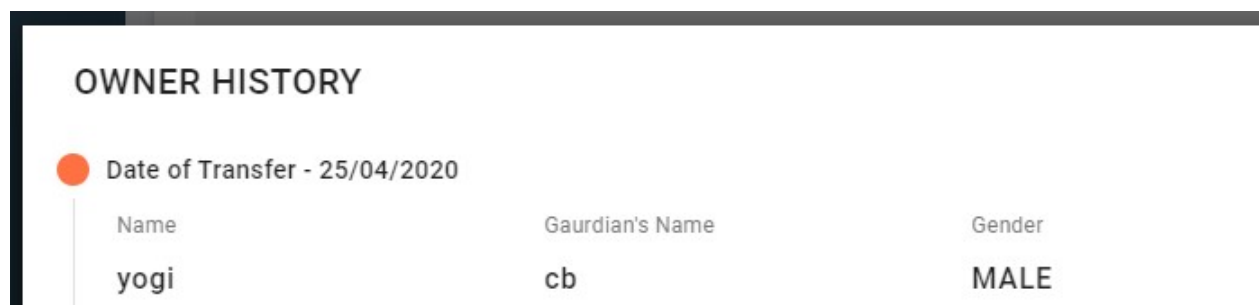 OWNER HISTORY
Date of Transfer - 25/04/2020
Name Gaurdian's Name Gender
yogi cb MALE